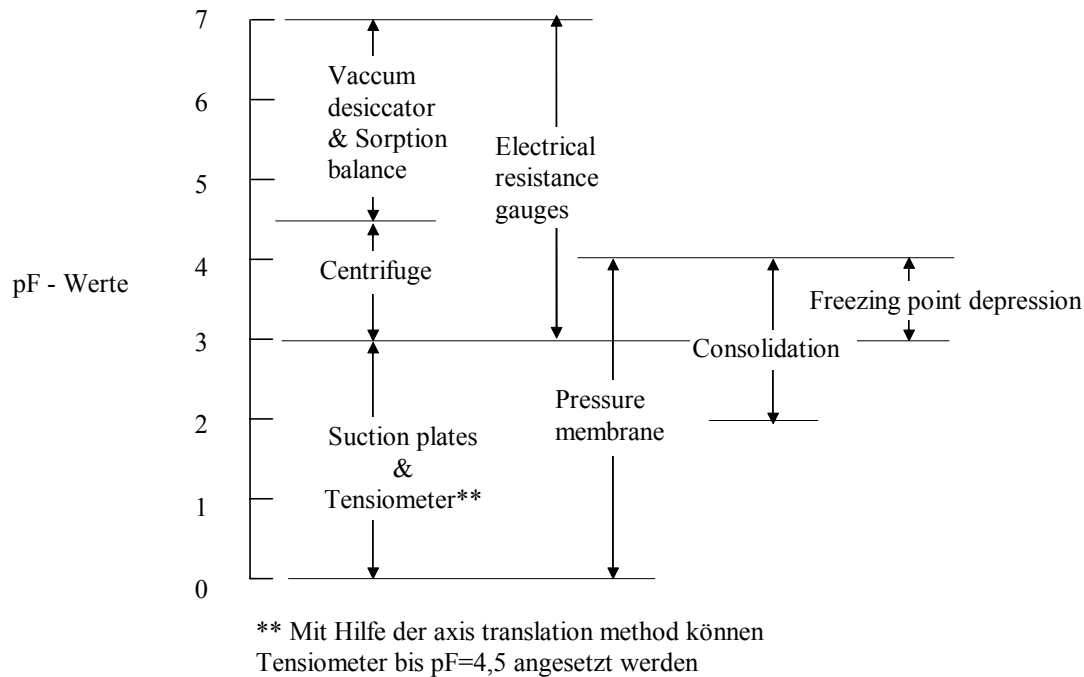 7
6
5
4
3
2
1
0
pF - Werte
Vaccum
desiccator
& Sorption
balance
Centrifuge
Suction plates
&
Tensiometer**
Electrical
resistance
gauges
Pressure
membrane
Consolidation
Freezing point depression
** Mit Hilfe der axis translation method können
Tensiometer bis pF=4,5 angesetzt werden